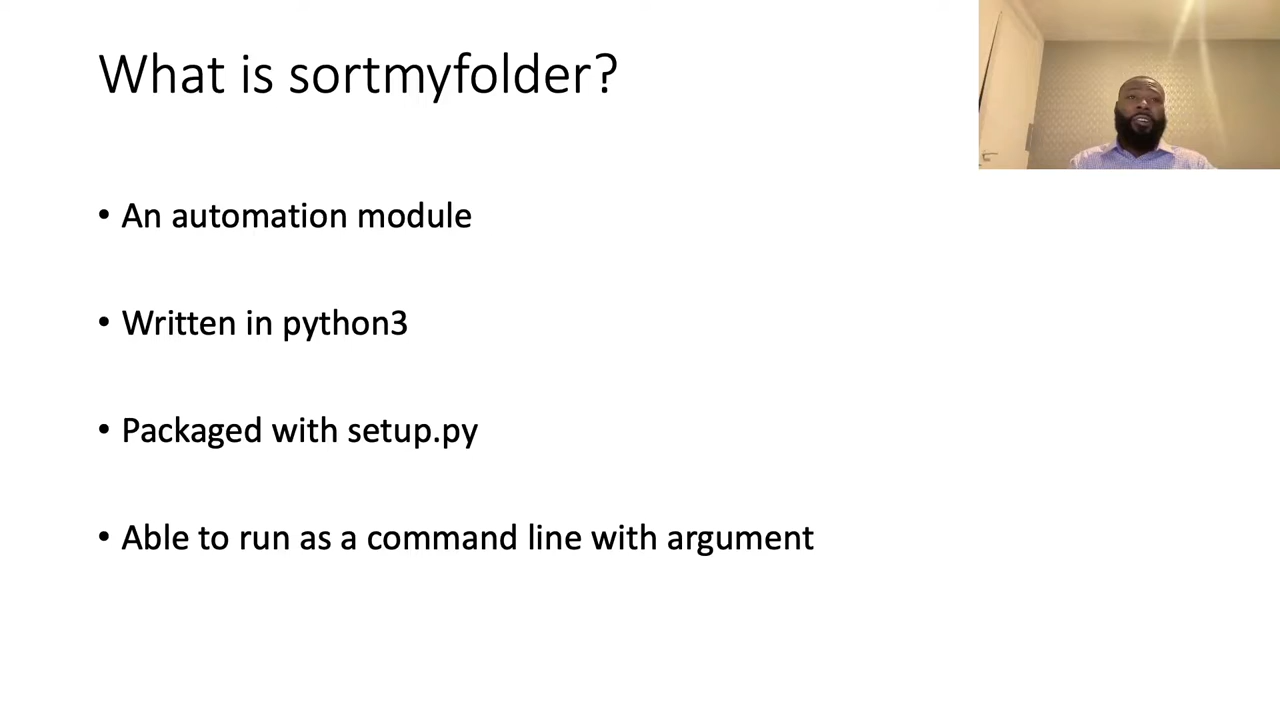 What is sortmyfolder?
• An automation module
• Written in python3
• Packaged with setup.py
• Able to run as a command line with argument